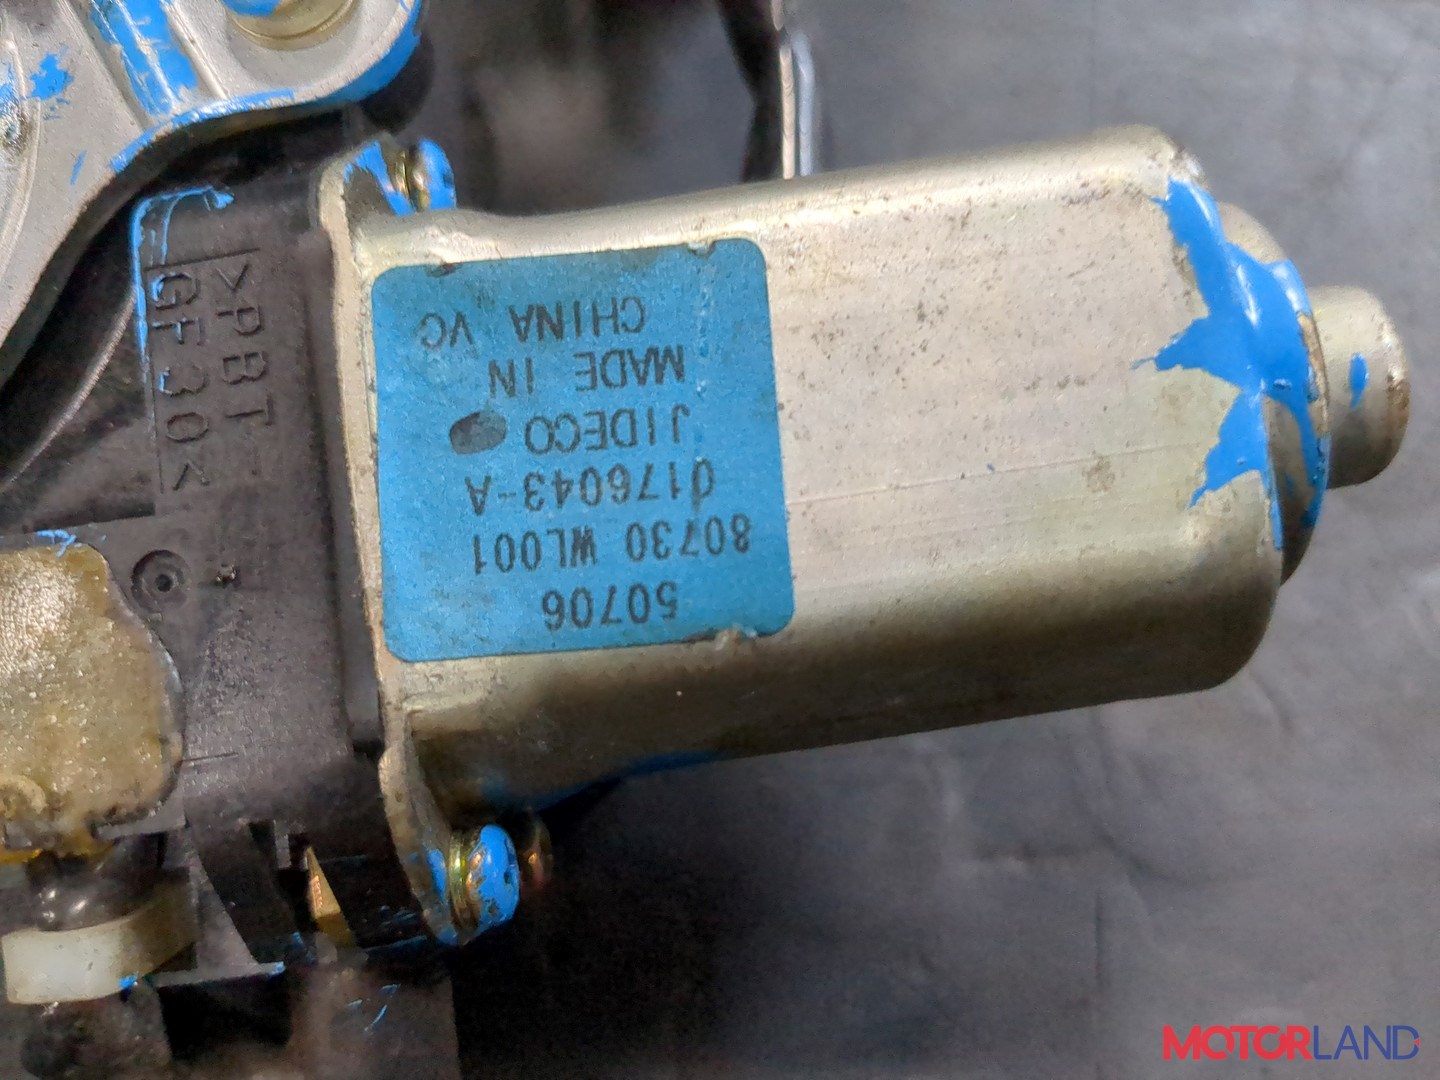 50706
80730 WL001
0176043-A
JIDECO
MADE IN
CHINA VC
>PBT-
GF30<
MOTORLAND